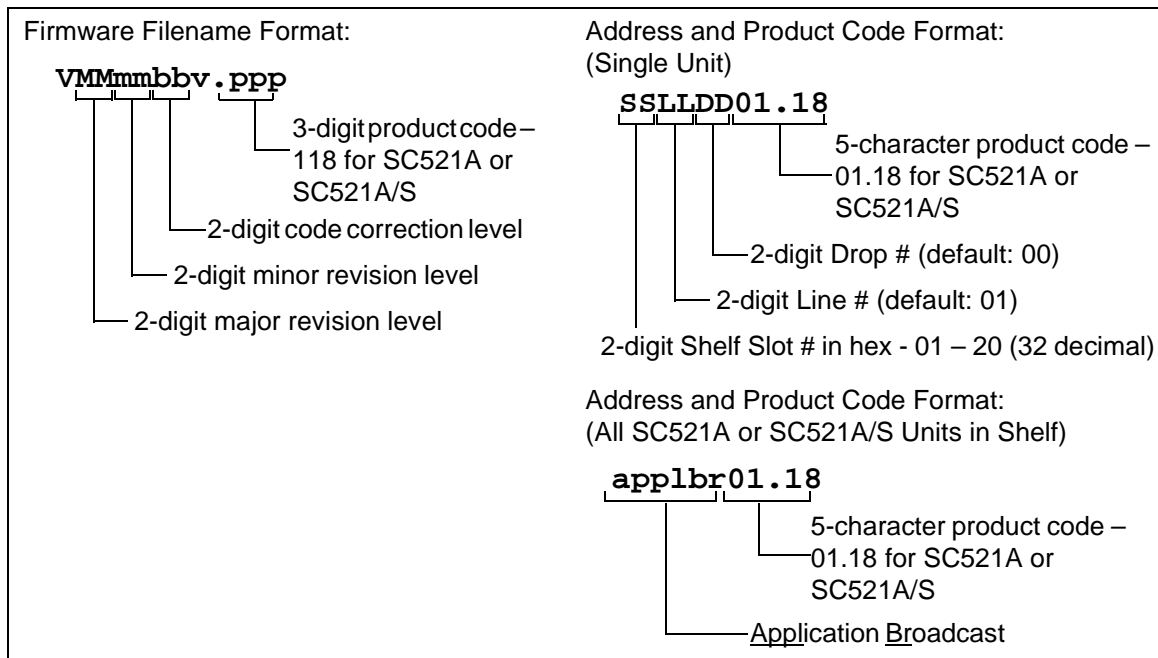 Firmware Filename Format:
VMMmmbbv.ppp
3-digit product code –
118 for SC521A or
SC521A/S
2-digit code correction level
2-digit minor revision level
2-digit major revision level
Address and Product Code Format:
(Single Unit)
SSLLDD01.18
5-character product code –
01.18 for SC521A or
SC521A/S
2-digit Drop # (default: 00)
2-digit Line # (default: 01)
2-digit Shelf Slot # in hex - 01 – 20 (32 decimal)
Address and Product Code Format:
(All SC521A or SC521A/S Units in Shelf)
applbr01.18
5-character product code –
01.18 for SC521A or
SC521A/S
Application Broadcast